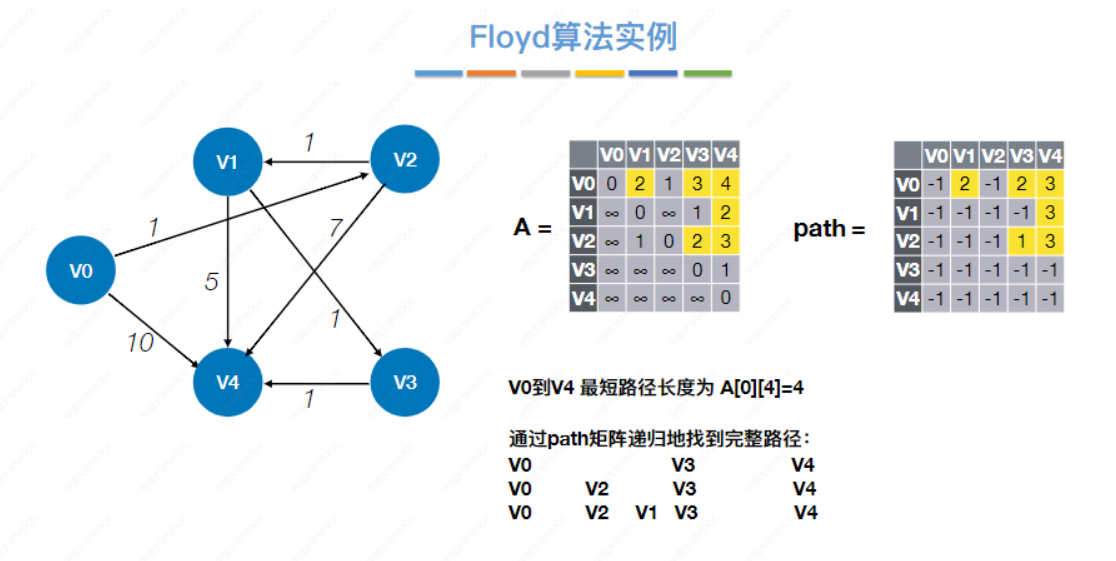 Floyd算法实例
V1
1
V2
1
7
V0
5
1
10
V4
1
V3
A =
V0 V1 V2 V3 V4
V0 0 2 1 3 4
V1 ∞ 0 ∞ 1 2
V2 ∞ 1 0 2 3
V3 ∞ ∞ ∞ 0 1
V4 ∞ ∞ ∞ ∞ 0
path =
V0 V1 V2 V3 V4
V0 -1 2 -1 2 3
V1 -1 -1 -1 -1 3
V2 -1 -1 -1 1 3
V3 -1 -1 -1 -1 -1
V4 -1 -1 -1 -1 -1
V0到V4 最短路径长度为 A[0][4]=4
通过path矩阵递归地找到完整路径：
V0 V3 V4
V0 V2 V3 V4
V0 V2 V1 V3 V4